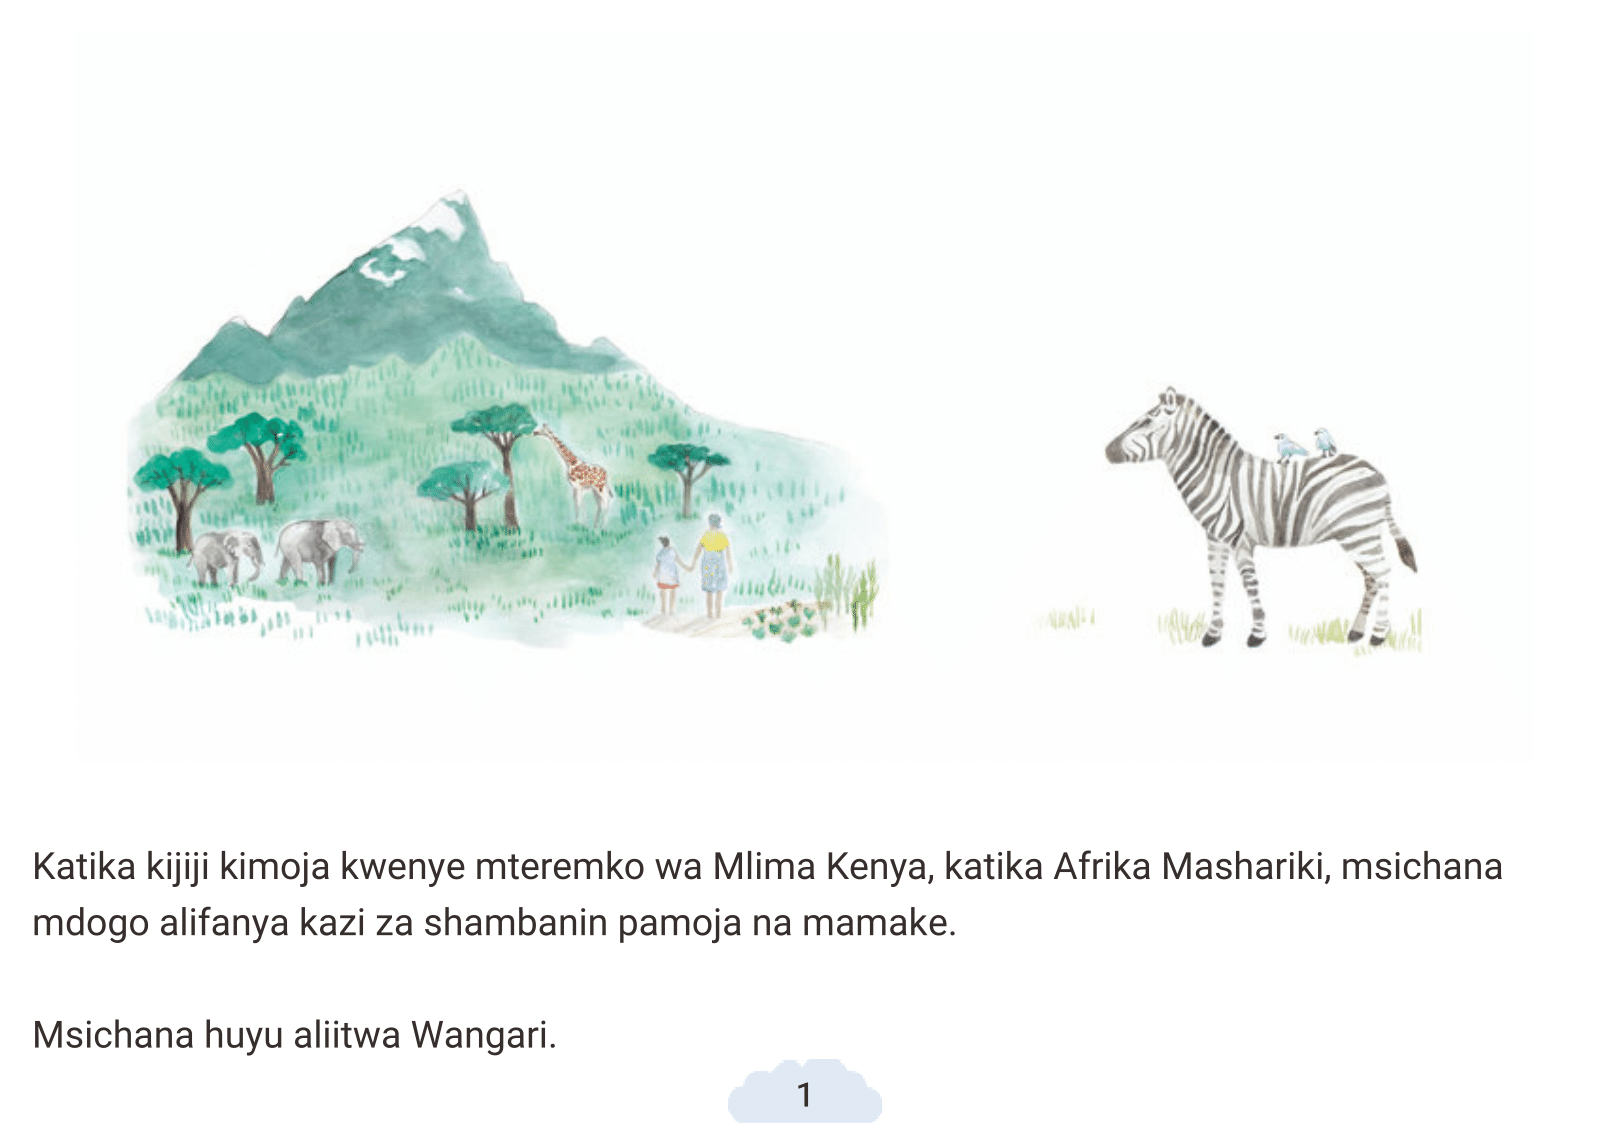 Katika kijiji kimoja kwenye mteremko wa Mlima Kenya, katika Afrika Mashariki, msichana
mdogo alifanya kazi za shambanin pamoja na mamake.
Msichana huyu aliitwa Wangari.
1